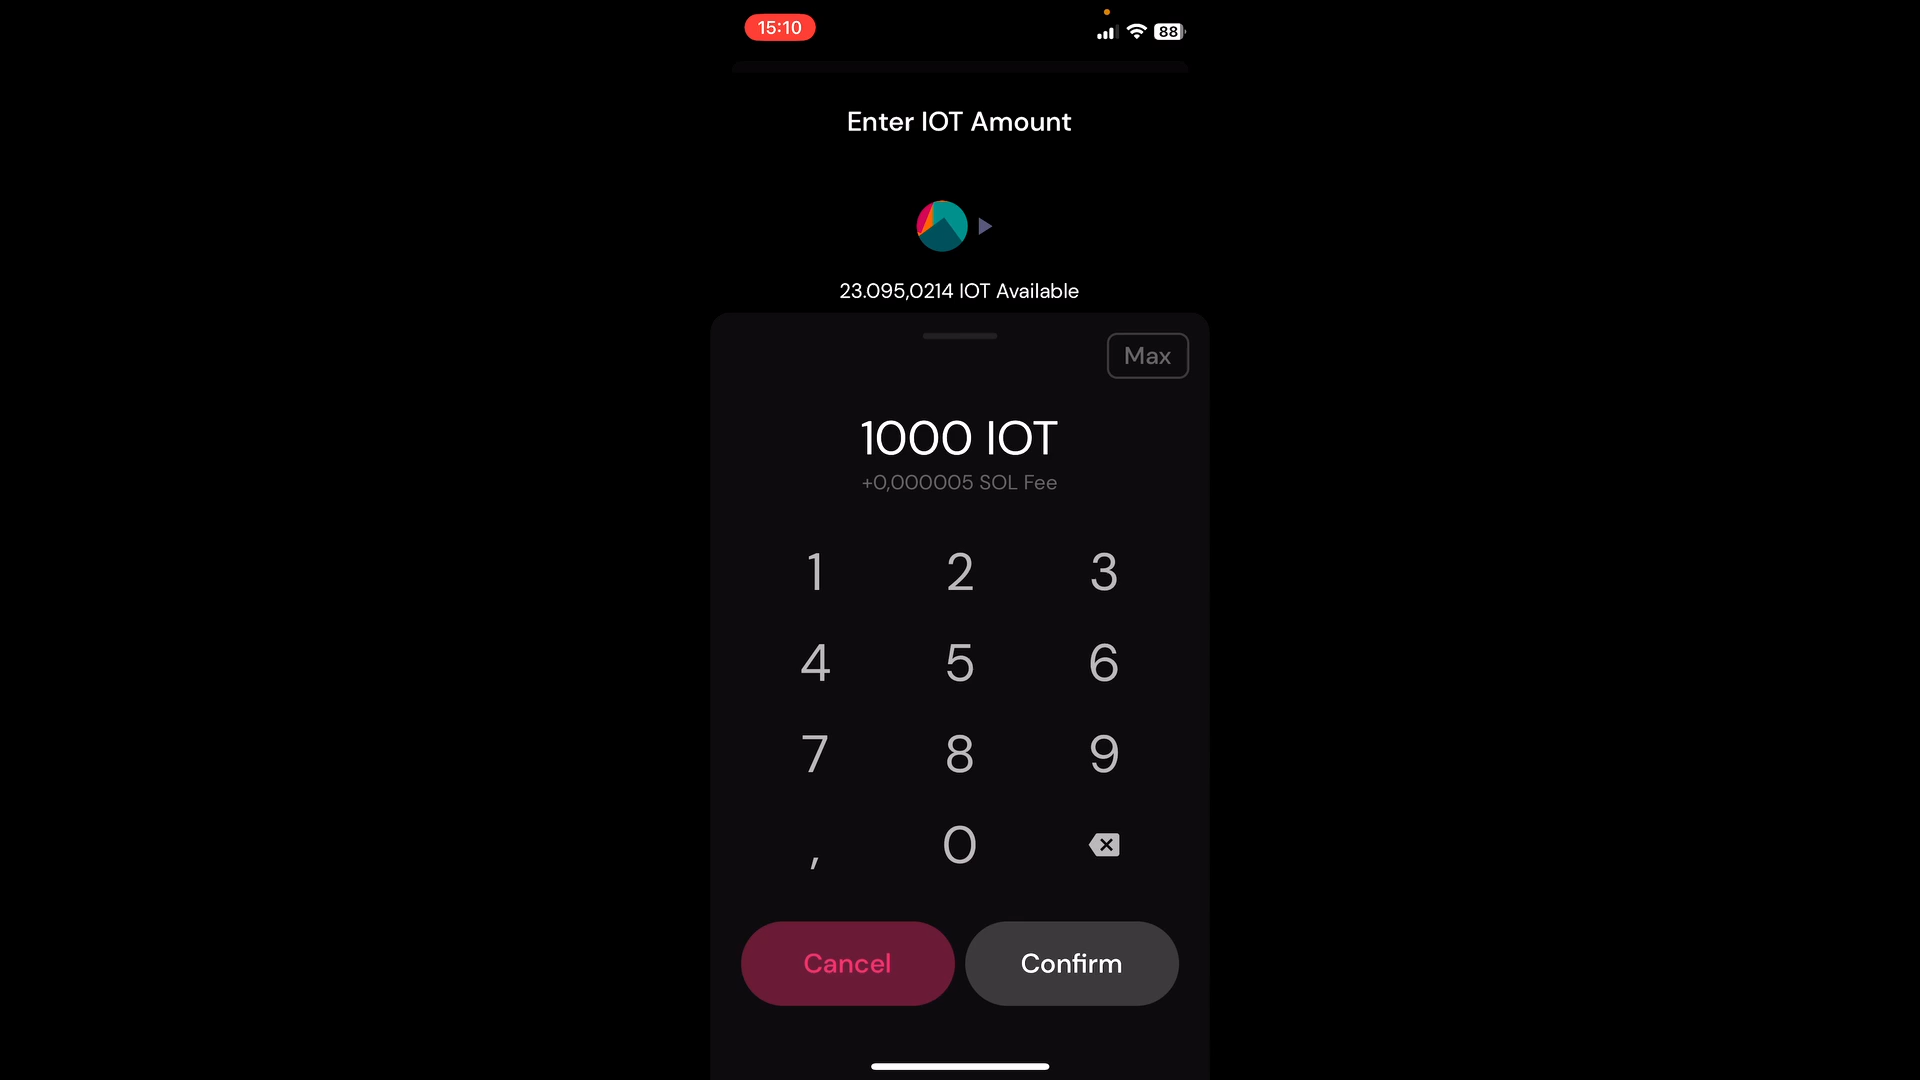 15:10
88
Enter IOT Amount
23.095,0214 IOT Available
Max
1000 IOT
+0,000005 SOL Fee
1 2 3
4 5 6
7 8 9
, 0
Cancel Confirm